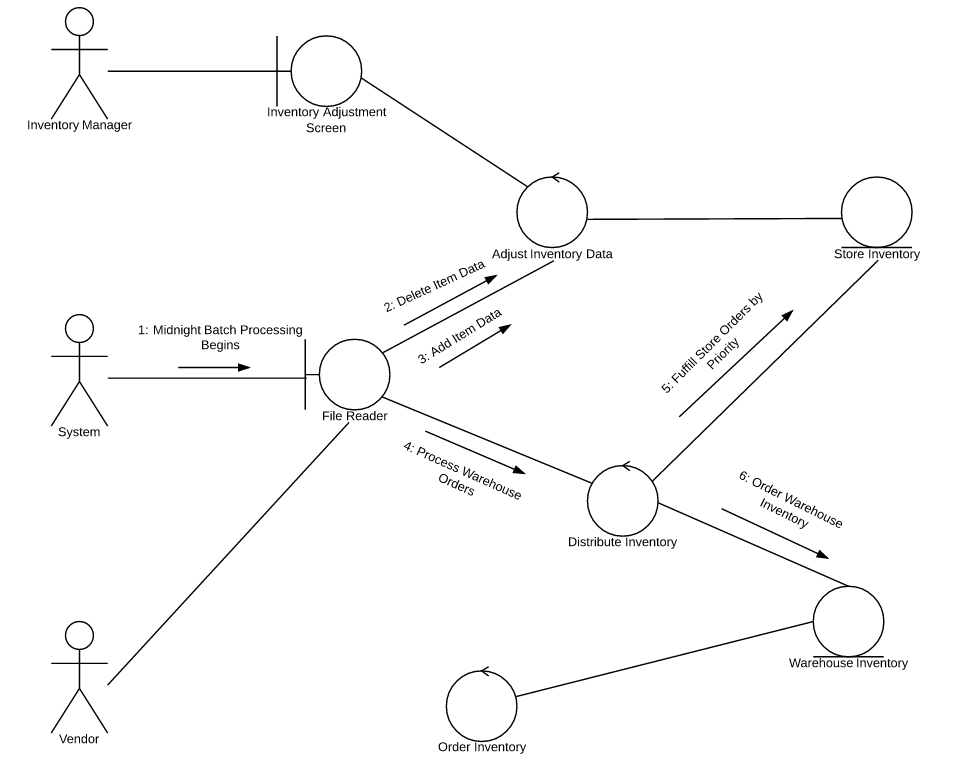 Inventory Manager
Inventory Adjustment
Screen
Adjust Inventory Data
Store Inventory
2: Delete Item Data
3: Add Item Data
1: Midnight Batch Processing
Begins
System
File Reader
5: Fulfill Store Orders by
Priority
4: Process Warehouse
Orders
6: Order Warehouse
Inventory
Distribute Inventory
Warehouse Inventory
Vendor
Order Inventory